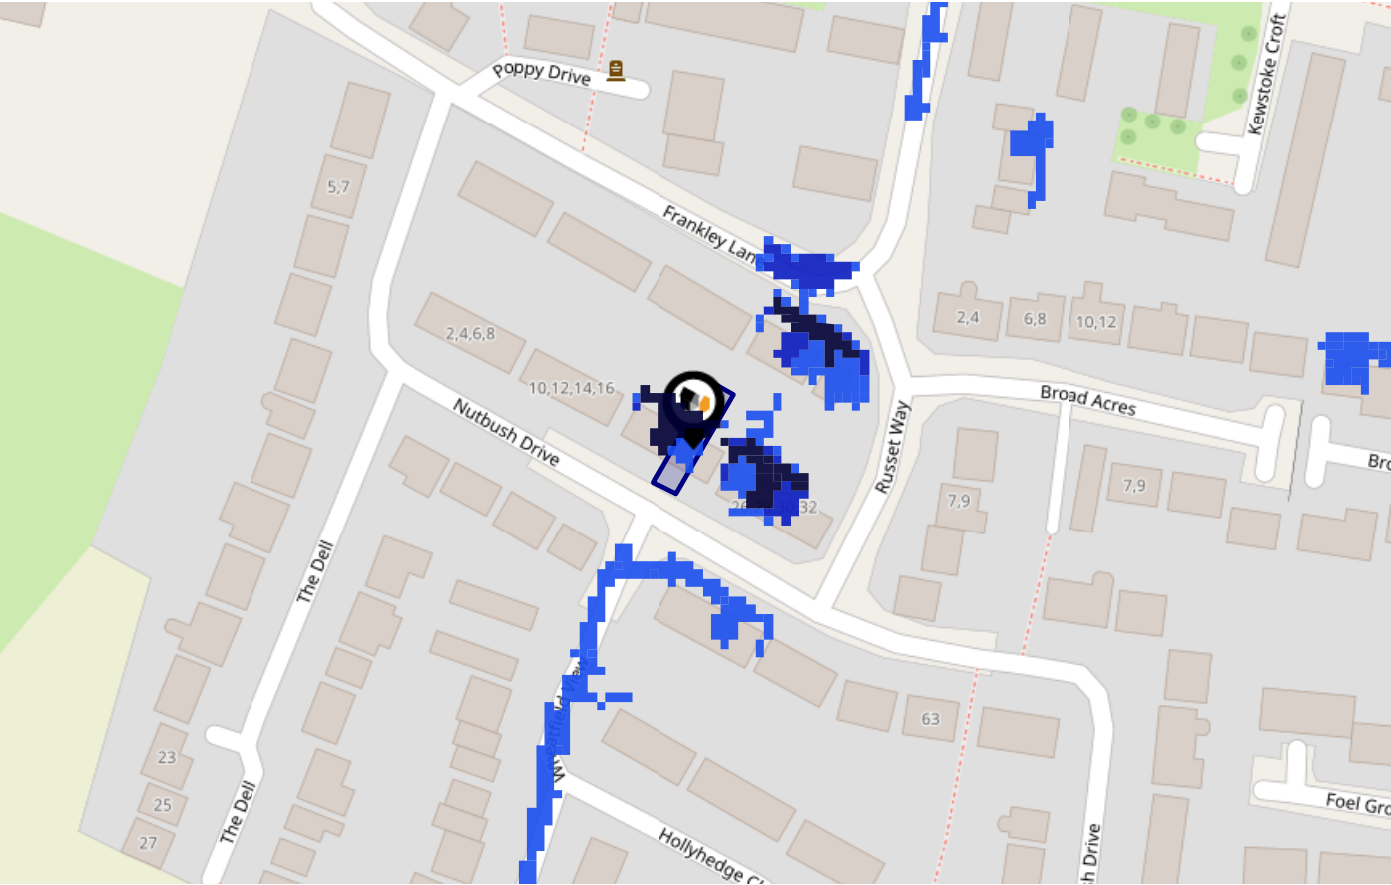 Poppy Drive
Kewstoke Croft
5,7
Frankley Lan
2,4
6,8
10,12
2,4,6,8
10,12,14,16
Broad Acres
Nutbush Drive
Russet Way
Bro
7,9
7,9
32
The Dell
63
23
25
27
The Dell
Hollyhedge C
Foel Gro
sh Drive